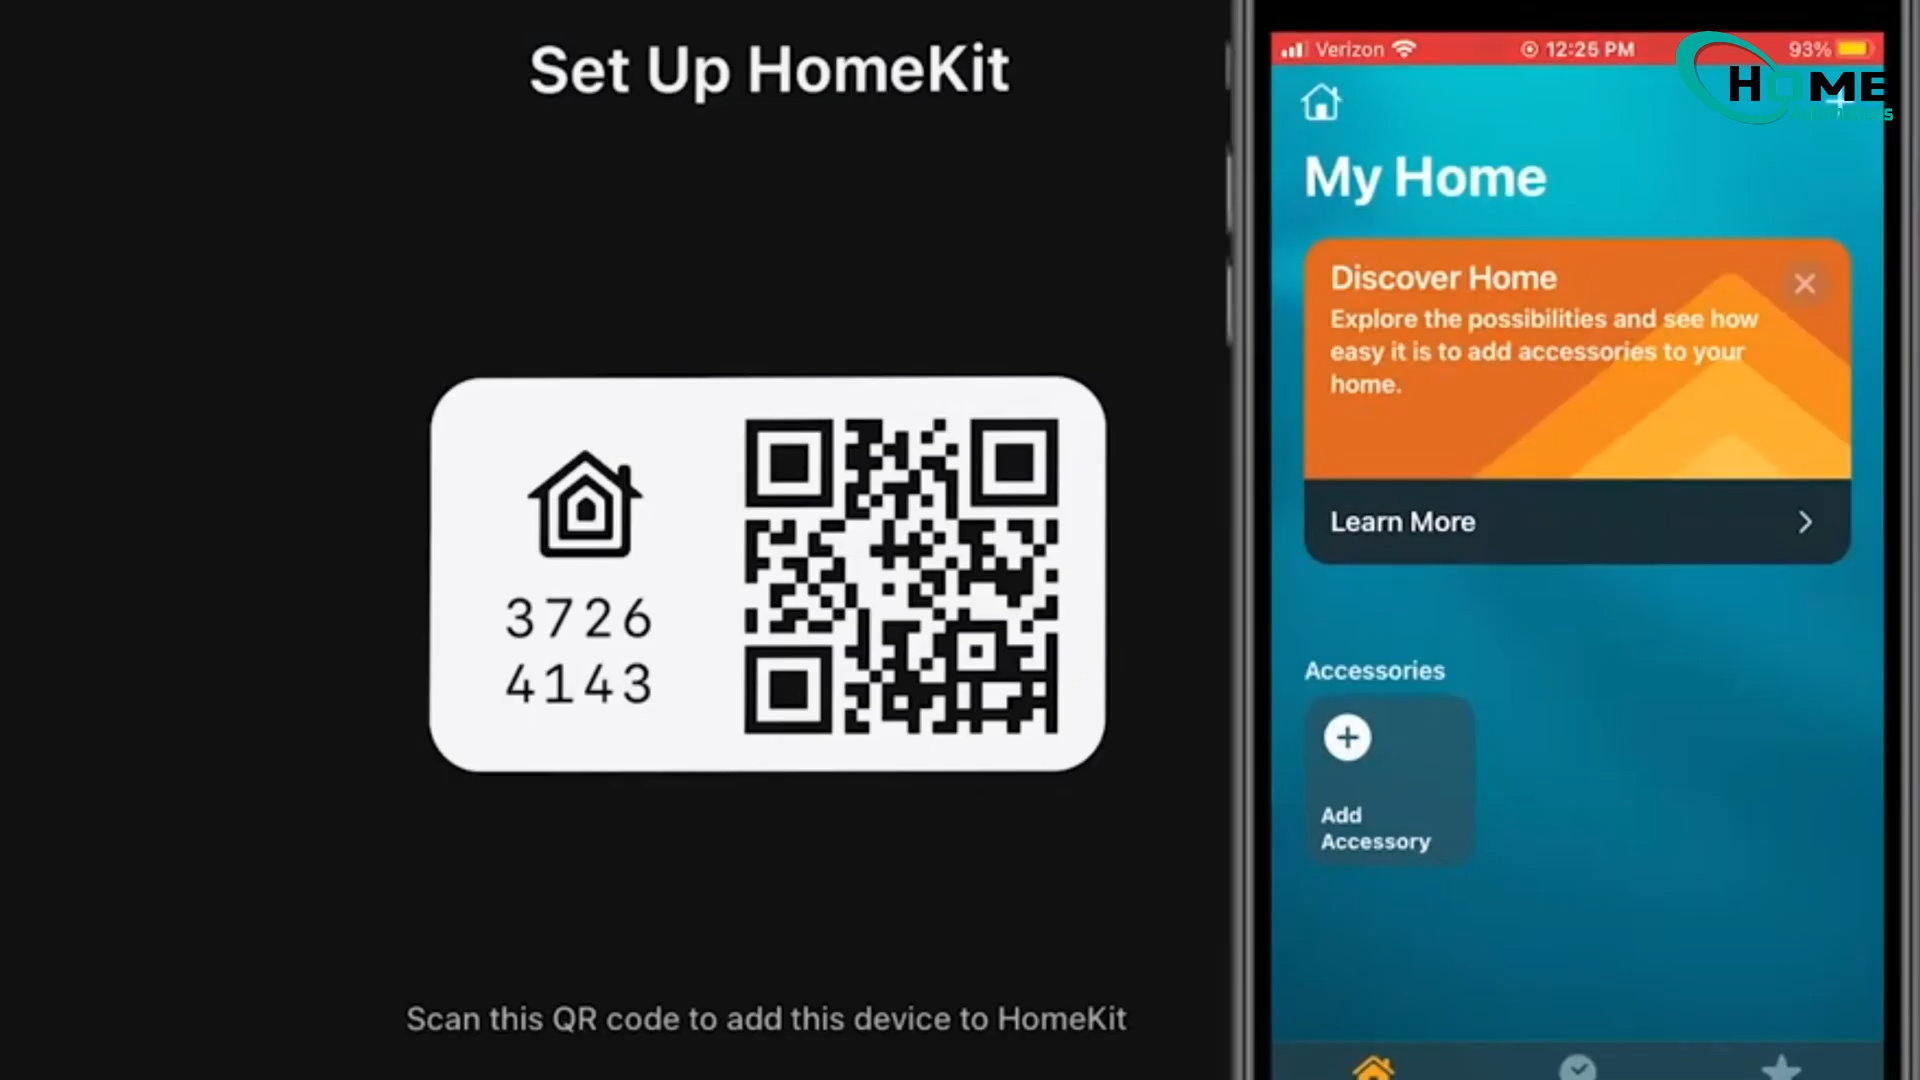 Set Up HomeKit
3726
4143
Scan this QR code to add this device to HomeKit
Verizon
12:25 PM
93%
HOME
My Home
Discover Home
Explore the possibilities and see how
easy it is to add accessories to your
home.
Learn More
Accessories
Add
Accessory